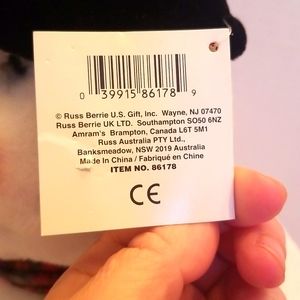 0 39915 86178 9
© Russ Berrie U.S. Gift, Inc. Wayne, NJ 07470
Russ Berrie UK LTD. Southampton SO50 6NZ
Amram's Brampton, Canada L6T 5M1
Russ Australia PTY Ltd.,
Banksmeadow, NSW 2019 Australia
Made In China / Fabriqué en Chine
ITEM NO. 86178
CE